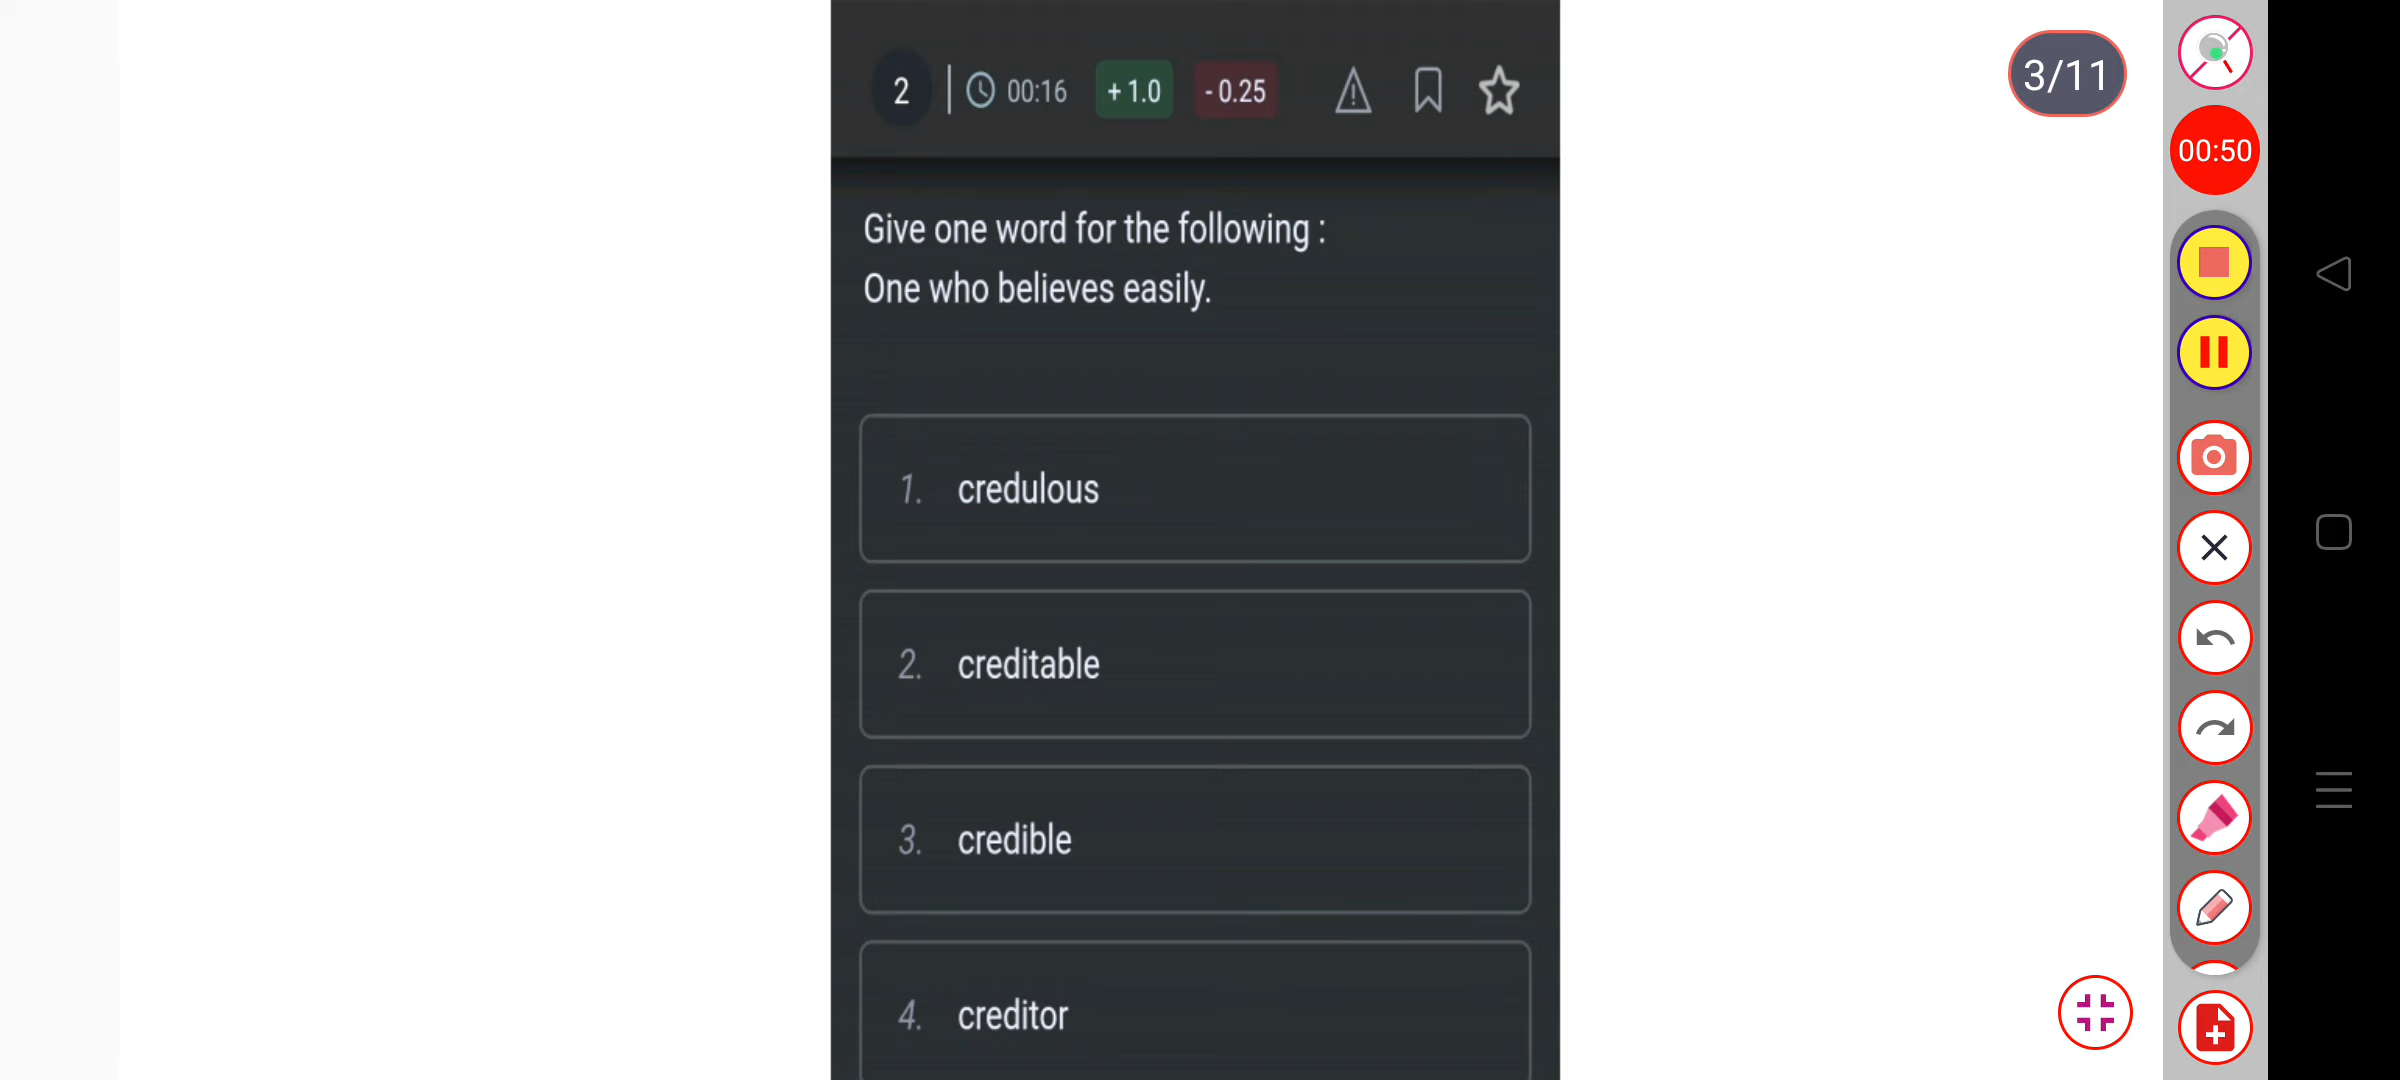 2 00:16 + 1.0 - 0.25
3/11
00:50
Give one word for the following :
One who believes easily.
1. credulous
2. creditable
3. credible
4. creditor